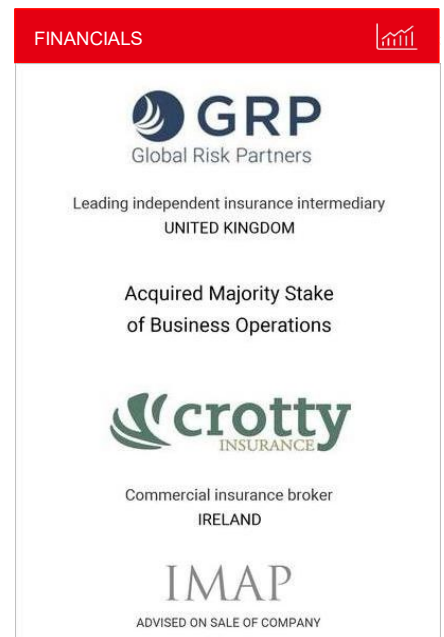 FINANCIALS
GRP
Global Risk Partners
Leading independent insurance intermediary
UNITED KINGDOM
Acquired Majority Stake
of Business Operations
crotty
INSURANCE
Commercial insurance broker
IRELAND
IMAP
ADVISED ON SALE OF COMPANY